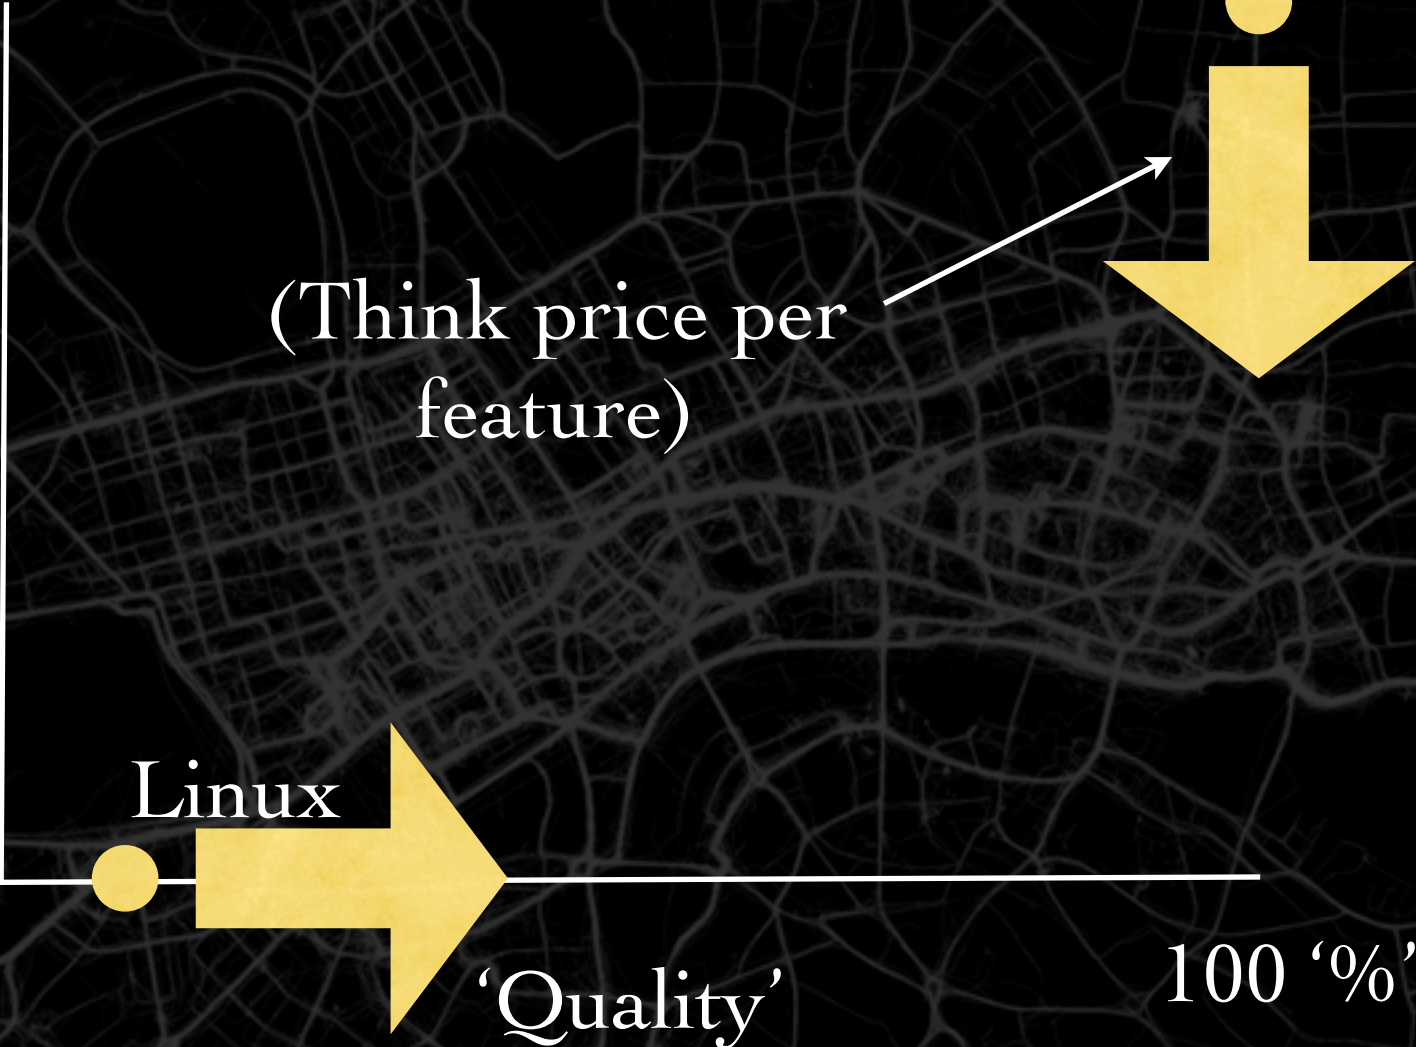 (Think price per
feature)
Linux
‘Quality’
100 ‘%’